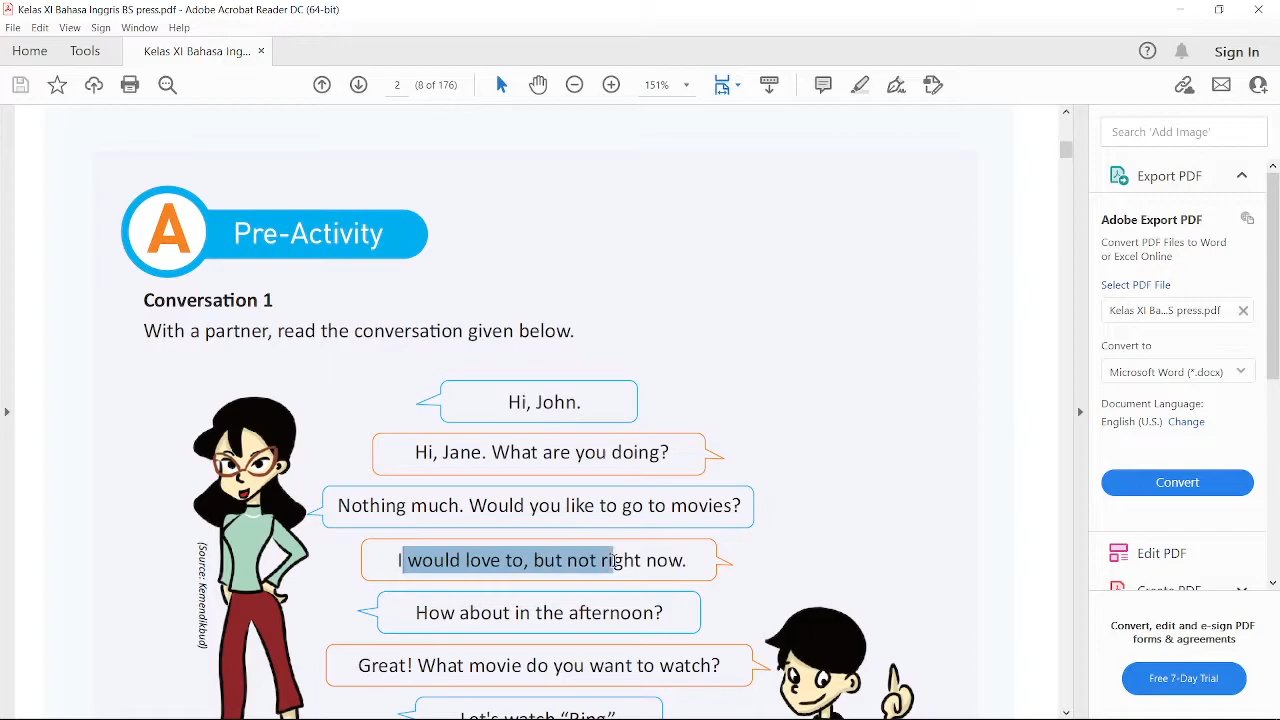 Kelas XI Bahasa Inggris BS press.pdf - Adobe Acrobat Reader DC (64-bit)
File Edit View Sign Window Help
Home Tools Kelas XI Bahasa Ing... × Sign In
2 (8 of 176) 151%
Search 'Add Image'
Export PDF
Adobe Export PDF
Convert PDF Files to Word
or Excel Online
Select PDF File
Kelas XI Ba...S press.pdf
Convert to
Microsoft Word (*.docx)
Document Language:
English (U.S.) Change
Convert
Edit PDF
Create PDF
Convert, edit and e-sign PDF
forms & agreements
Free 7-Day Trial
A Pre-Activity
Conversation 1
With a partner, read the conversation given below.
Hi, John.
Hi, Jane. What are you doing?
Nothing much. Would you like to go to movies?
I would love to, but not right now.
How about in the afternoon?
Great! What movie do you want to watch?
Let's watch “Ring”
(Source: Kemendikbud)